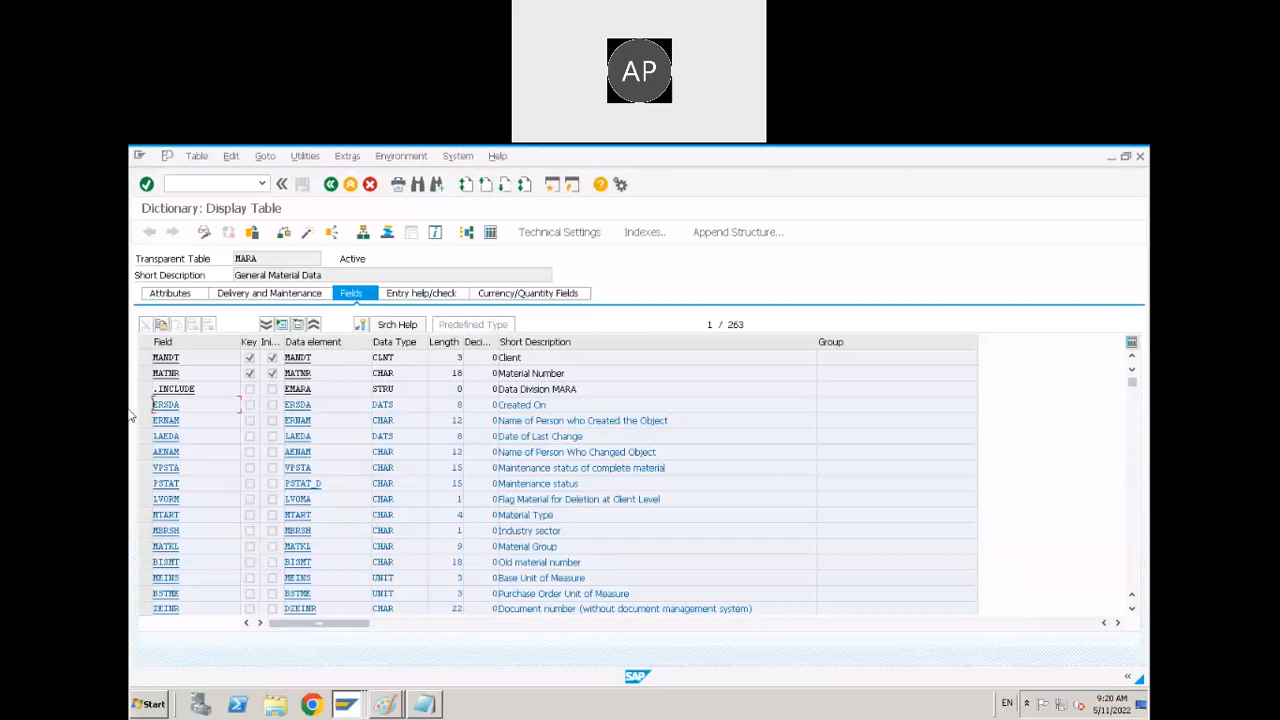 AP
Table Edit Goto Utilities Extras Environment System Help
Dictionary: Display Table
Technical Settings Indexes... Append Structure...
Transparent Table MARA Active
Short Description General Material Data
Attributes Delivery and Maintenance Fields Entry help/check Currency/Quantity Fields
Srch Help Predefined Type 1 / 263
Field Key Ini... Data element Data Type Length Deci... Short Description Group
MANDT MANDT CLNT 3 0 Client
MATNR MATNR CHAR 18 0 Material Number
.INCLUDE EMARA STRU 0 0 Data Division MARA
ERSDA ERSDA DATS 8 0 Created On
ERNAM ERNAM CHAR 12 0 Name of Person who Created the Object
LAEDA LAEDA DATS 8 0 Date of Last Change
AENAM AENAM CHAR 12 0 Name of Person Who Changed Object
VPSTA VPSTA CHAR 15 0 Maintenance status of complete material
PSTAT PSTAT_D CHAR 15 0 Maintenance status
LVORM LVOMA CHAR 1 0 Flag Material for Deletion at Client Level
MTART MTART CHAR 4 0 Material Type
MBRSH MBRSH CHAR 1 0 Industry sector
MATKL MATKL CHAR 9 0 Material Group
BISMT BISMT CHAR 18 0 Old material number
MEINS MEINS UNIT 3 0 Base Unit of Measure
BSTME BSTME UNIT 3 0 Purchase Order Unit of Measure
ZEINR DZEINR CHAR 22 0 Document number (without document management system)
SAP
Start EN 9:20 AM
5/11/2022